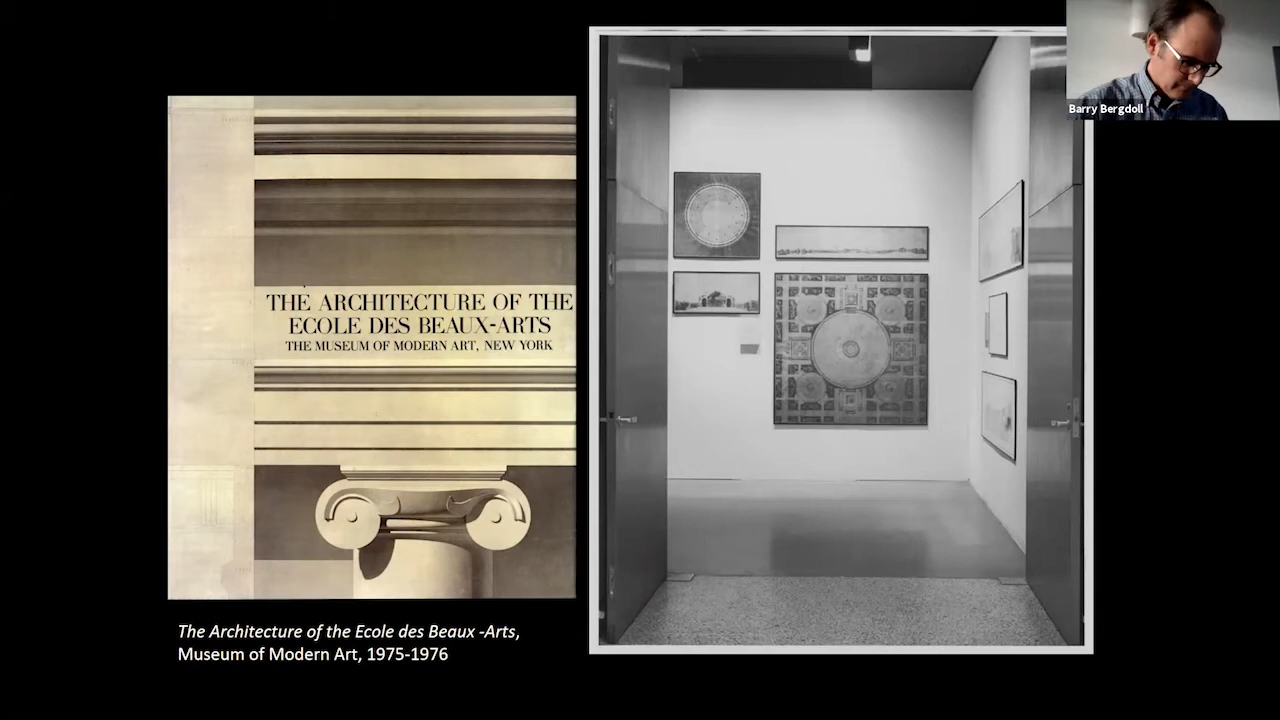 THE ARCHITECTURE OF THE
ECOLE DES BEAUX-ARTS
THE MUSEUM OF MODERN ART, NEW YORK
The Architecture of the Ecole des Beaux -Arts,
Museum of Modern Art, 1975-1976
Barry Bergdoll